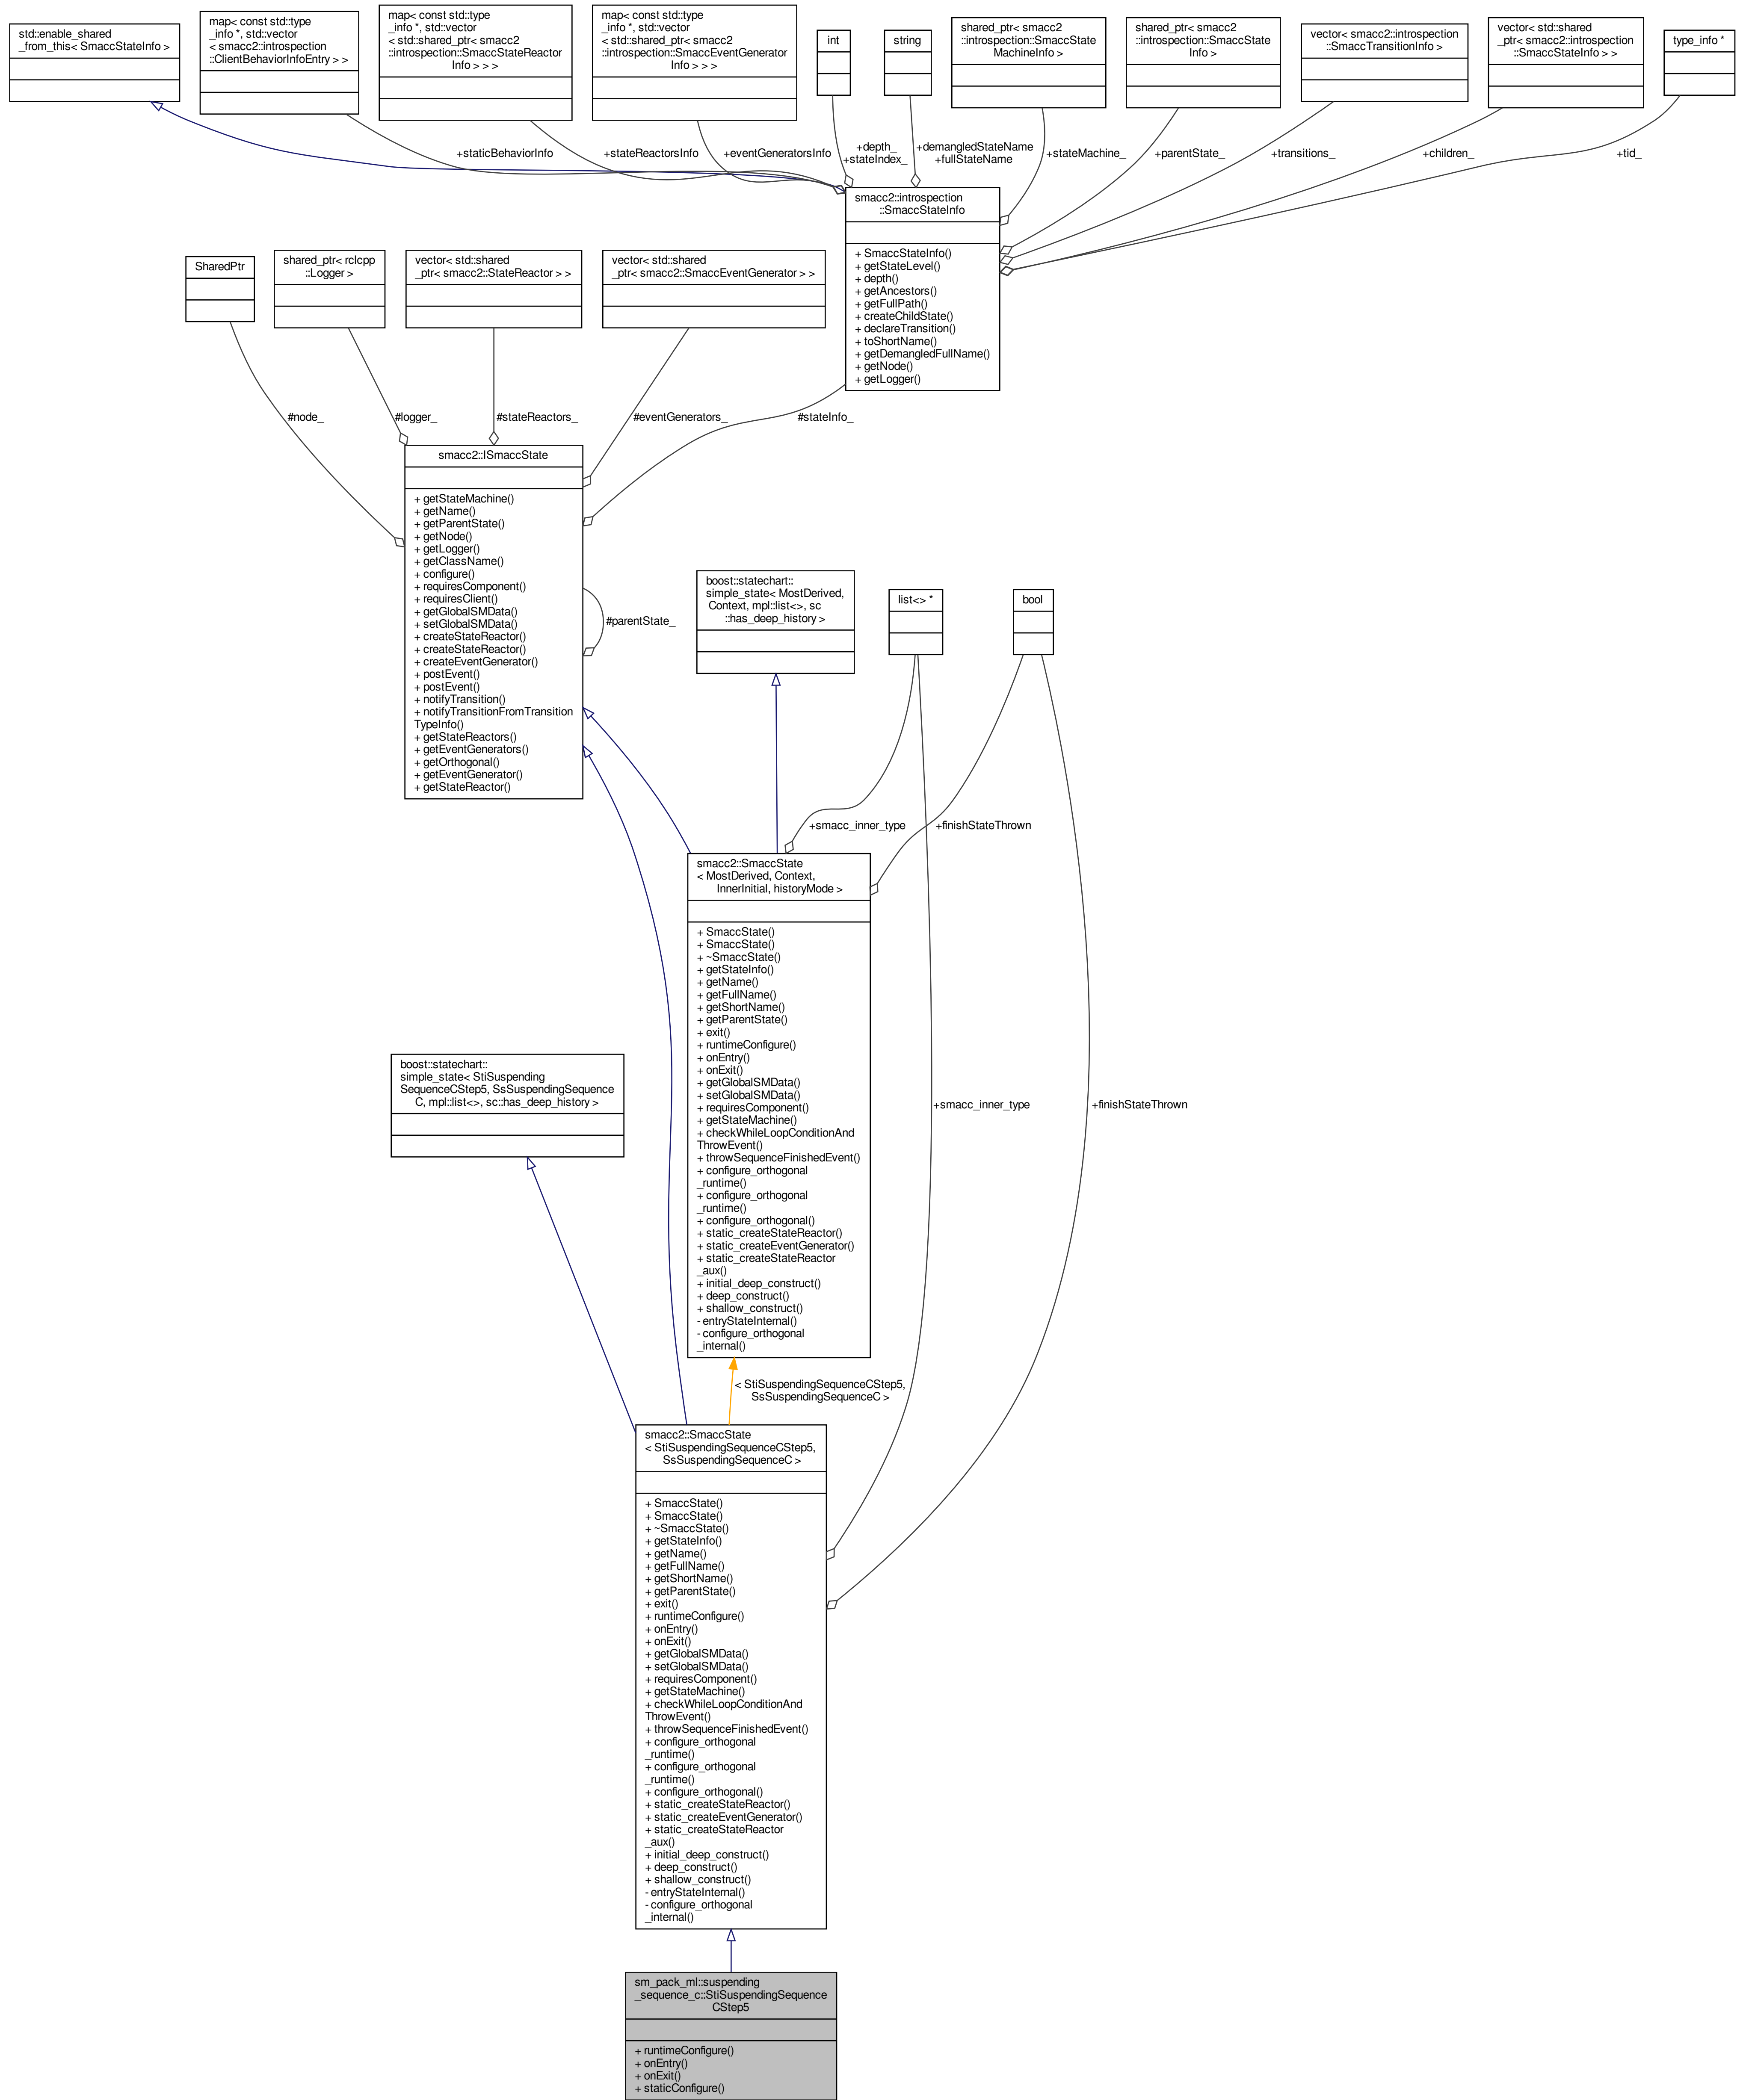 std::enable_shared
_from_this< SmaccStateInfo >
map< const std::type
_info *, std::vector
< smacc2::introspection
::ClientBehaviorInfoEntry > >
map< const std::type
_info *, std::vector
< std::shared_ptr< smacc2
::introspection::SmaccStateReactor
Info > > >
map< const std::type
_info *, std::vector
< std::shared_ptr< smacc2
::introspection::SmaccEventGenerator
Info > > >
int
string
shared_ptr< smacc2
::introspection::SmaccState
MachineInfo >
shared_ptr< smacc2
::introspection::SmaccState
Info >
vector< smacc2::introspection
::SmaccTransitionInfo >
vector< std::shared
_ptr< smacc2::introspection
::SmaccStateInfo > >
type_info *
+staticBehaviorInfo
+stateReactorsInfo
+eventGeneratorsInfo
+depth_
+stateIndex_
+demangledStateName
+fullStateName
+stateMachine_
+parentState_
+transitions_
+children_
+tid_
smacc2::introspection
::SmaccStateInfo
+ SmaccStateInfo()
+ getStateLevel()
+ depth()
+ getAncestors()
+ getFullPath()
+ createChildState()
+ declareTransition()
+ toShortName()
+ getDemangledFullName()
+ getNode()
+ getLogger()
SharedPtr
shared_ptr< rclcpp
::Logger >
vector< std::shared
_ptr< smacc2::StateReactor > >
vector< std::shared
_ptr< smacc2::SmaccEventGenerator > >
#node_
#logger_
#stateReactors_
#eventGenerators_
#stateInfo_
smacc2::ISmaccState
+ getStateMachine()
+ getName()
+ getParentState()
+ getNode()
+ getLogger()
+ getClassName()
+ configure()
+ requiresComponent()
+ requiresClient()
+ getGlobalSMData()
+ setGlobalSMData()
+ createStateReactor()
+ createStateReactor()
+ createEventGenerator()
+ postEvent()
+ postEvent()
+ notifyTransition()
+ notifyTransitionFromTransition
TypeInfo()
+ getStateReactors()
+ getEventGenerators()
+ getOrthogonal()
+ getEventGenerator()
+ getStateReactor()
#parentState_
boost::statechart::
simple_state< MostDerived,
Context, mpl::list<>, sc
::has_deep_history >
list<> *
bool
+smacc_inner_type
+finishStateThrown
smacc2::SmaccState
< MostDerived, Context,
InnerInitial, historyMode >
+ SmaccState()
+ SmaccState()
+ ~SmaccState()
+ getStateInfo()
+ getName()
+ getFullName()
+ getShortName()
+ getParentState()
+ exit()
+ runtimeConfigure()
+ onEntry()
+ onExit()
+ getGlobalSMData()
+ setGlobalSMData()
+ requiresComponent()
+ getStateMachine()
+ checkWhileLoopConditionAnd
ThrowEvent()
+ throwSequenceFinishedEvent()
+ configure_orthogonal
_runtime()
+ configure_orthogonal
_runtime()
+ configure_orthogonal()
+ static_createStateReactor()
+ static_createEventGenerator()
+ static_createStateReactor
_aux()
+ initial_deep_construct()
+ deep_construct()
+ shallow_construct()
- entryStateInternal()
- configure_orthogonal
_internal()
boost::statechart::
simple_state< StiSuspending
SequenceCStep5, SsSuspendingSequence
C, mpl::list<>, sc::has_deep_history >
+smacc_inner_type
+finishStateThrown
< StiSuspendingSequenceCStep5,
SsSuspendingSequenceC >
smacc2::SmaccState
< StiSuspendingSequenceCStep5,
SsSuspendingSequenceC >
+ SmaccState()
+ SmaccState()
+ ~SmaccState()
+ getStateInfo()
+ getName()
+ getFullName()
+ getShortName()
+ getParentState()
+ exit()
+ runtimeConfigure()
+ onEntry()
+ onExit()
+ getGlobalSMData()
+ setGlobalSMData()
+ requiresComponent()
+ getStateMachine()
+ checkWhileLoopConditionAnd
ThrowEvent()
+ throwSequenceFinishedEvent()
+ configure_orthogonal
_runtime()
+ configure_orthogonal
_runtime()
+ configure_orthogonal()
+ static_createStateReactor()
+ static_createEventGenerator()
+ static_createStateReactor
_aux()
+ initial_deep_construct()
+ deep_construct()
+ shallow_construct()
- entryStateInternal()
- configure_orthogonal
_internal()
sm_pack_ml::suspending
_sequence_c::StiSuspendingSequence
CStep5
+ runtimeConfigure()
+ onEntry()
+ onExit()
+ staticConfigure()